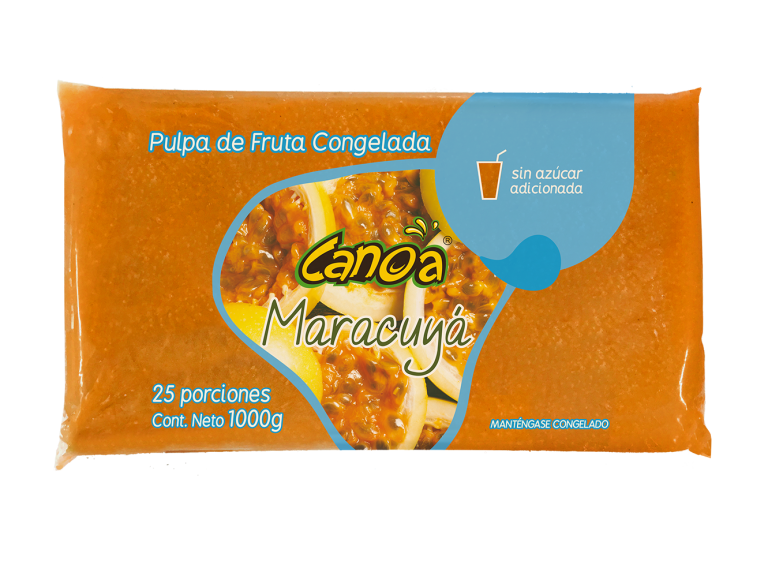 Pulpa de Fruta Congelada
sin azúcar
adicionada
Canoa®
Maracuyá
25 porciones
Cont. Neto 1000g
MANTÉNGASE CONGELADO